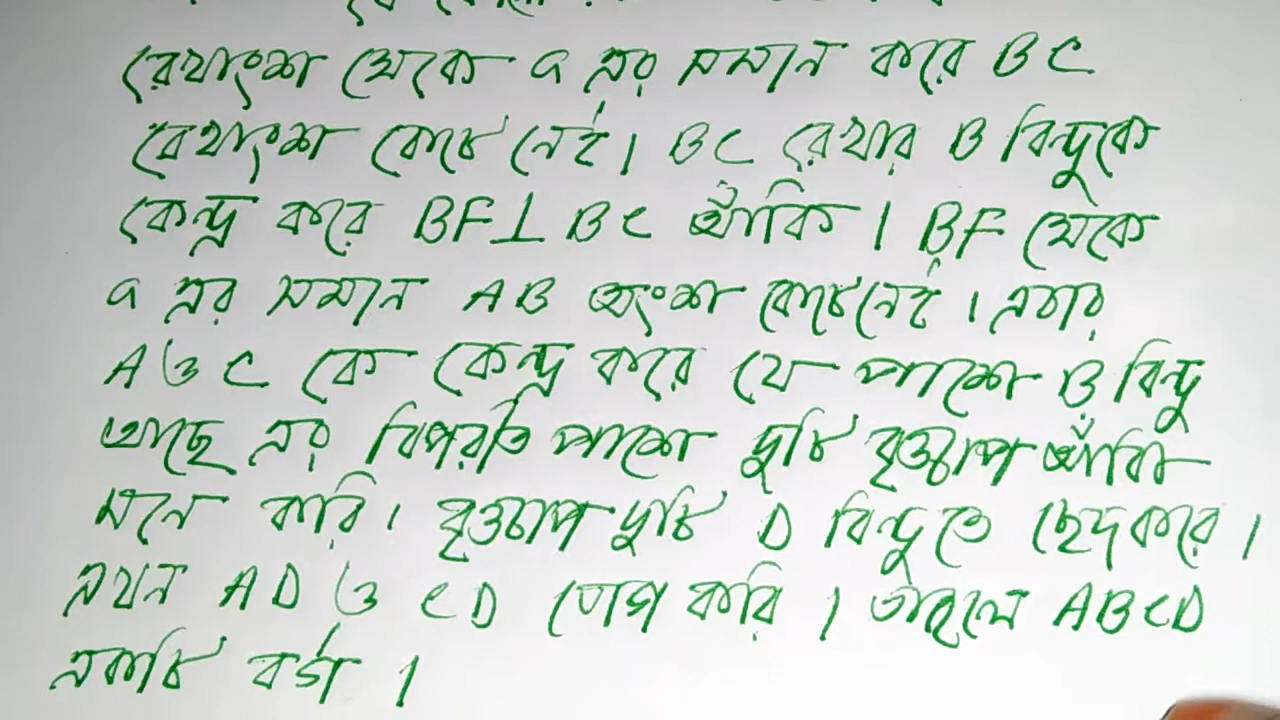 রেখাংশ থেকে a এর সমান করে BC
রেখাংশ কেটে নেই। BC রেখার B বিন্দুকে
কেন্দ্র করে BF⊥BC আঁকি। BF থেকে
a এর সমান AB অংশ কেটে নেই। এবার
A ও C কে কেন্দ্র করে যে পাশে B বিন্দু
আছে এর বিপরতি পাশে দুটি বৃত্তচাপ আঁকি
মনে করি। বৃত্তচাপ দুটি D বিন্দুতে ছেদ করে।
এখন AD ও CD যোগ করি। তাহলে ABCD
একটি বর্গ।